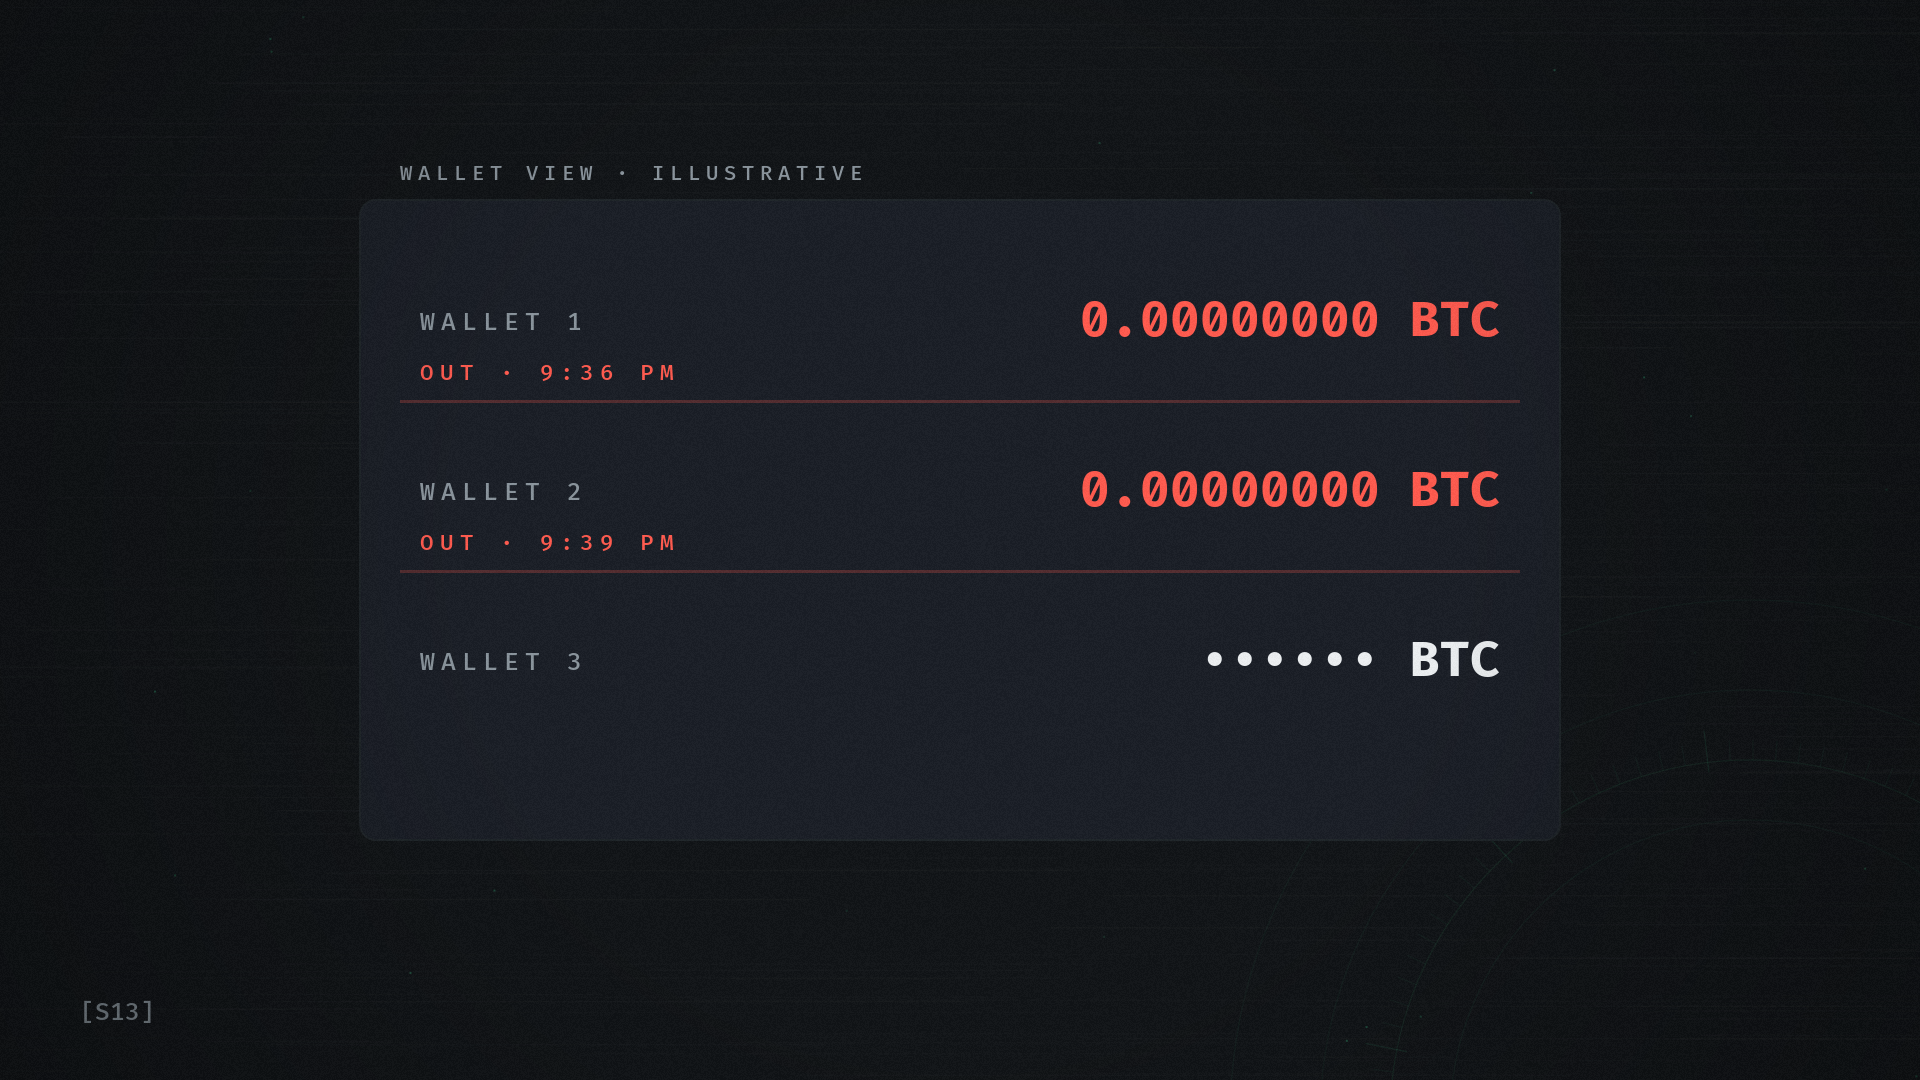 WALLET VIEW · ILLUSTRATIVE
WALLET 1 0.00000000 BTC
OUT · 9:36 PM
WALLET 2 0.00000000 BTC
OUT · 9:39 PM
WALLET 3 •••••• BTC
[S13]